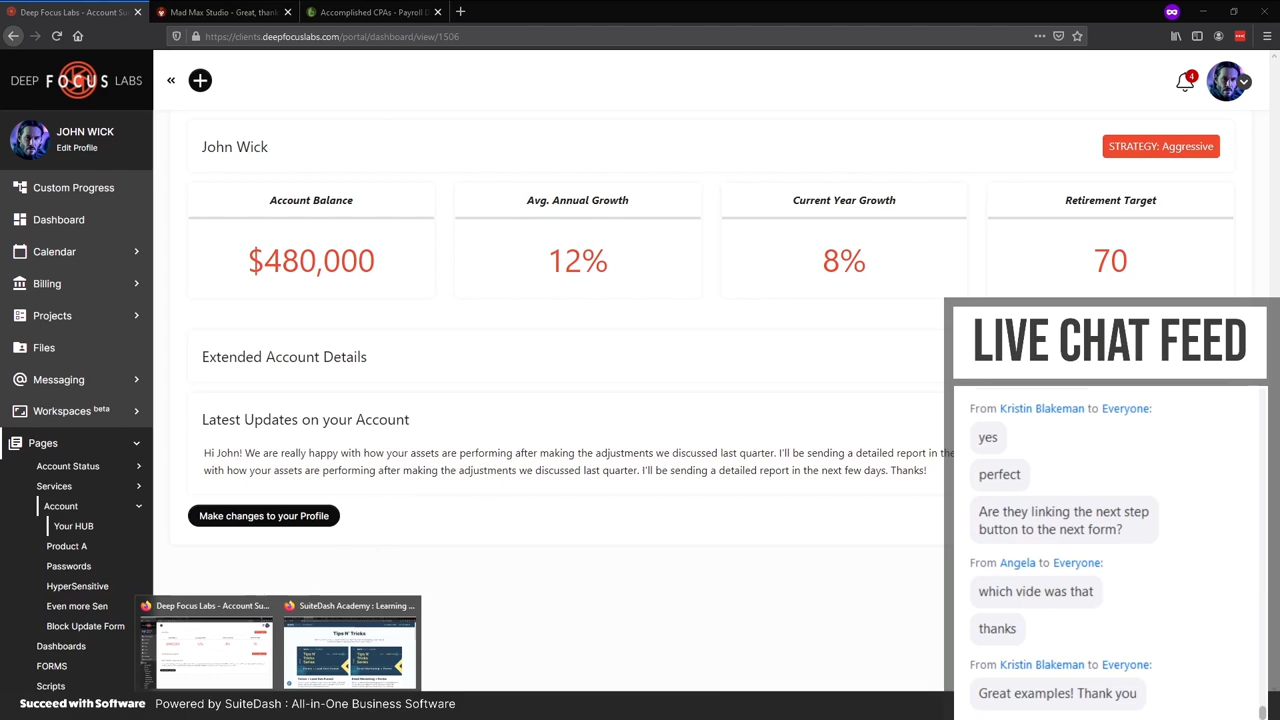 Deep Focus Labs - Account Su
Mad Max Studio - Great, thank
Accomplished CPAs - Payroll D
https://clients.deepfocuslabs.com/portal/dashboard/view/1506
DEEP FOCUS LABS
4
JOHN WICK
Edit Profile
Custom Progress
Dashboard
Calendar
Billing
Projects
Files
Messaging
Workspaces beta
Pages
Account Status
Services
Account
Your HUB
Product A
Passwords
HyperSensitive
Even more Sen
Block Update Form
Dashboards
FORMS
Scripts
John Wick
STRATEGY: Aggressive
Account Balance
$480,000
Avg. Annual Growth
12%
Current Year Growth
8%
Retirement Target
70
Extended Account Details
Latest Updates on your Account
Hi John! We are really happy with how your assets are performing after making the adjustments we discussed last quarter. I'll be sending a detailed report in the
with how your assets are performing after making the adjustments we discussed last quarter. I'll be sending a detailed report in the next few days. Thanks!
Make changes to your Profile
Deep Focus Labs - Account Su...
SuiteDash Academy : Learning ...
Tips N' Tricks
LIVE CHAT FEED
From Kristin Blakeman to Everyone:
yes
perfect
Are they linking the next step
button to the next form?
From Angela to Everyone:
which vide was that
thanks
From Kristin Blakeman to Everyone:
Great examples! Thank you
Succeed with Software
Powered by SuiteDash : All-in-One Business Software